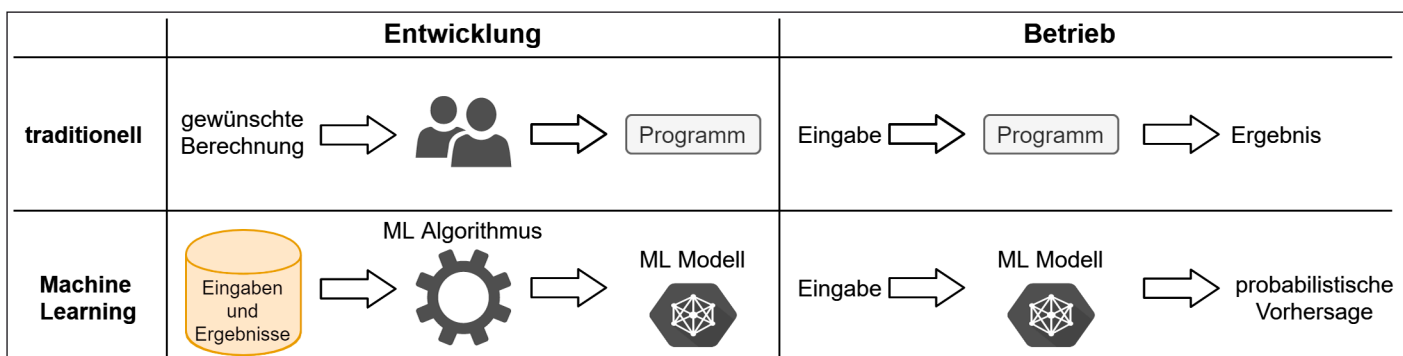 Entwicklung
Betrieb
traditionell
gewünschte
Berechnung
Programm
Eingabe
Programm
Ergebnis
Machine
Learning
Eingaben
und
Ergebnisse
ML Algorithmus
ML Modell
Eingabe
ML Modell
probabilistische
Vorhersage